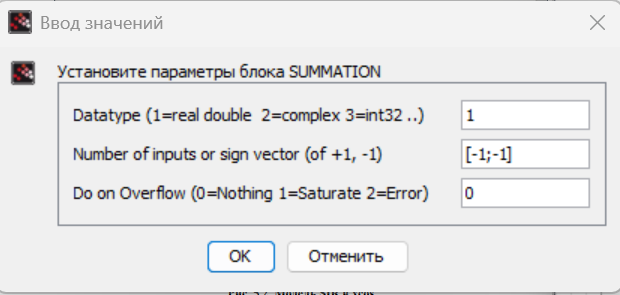 Ввод значений
Установите параметры блока SUMMATION
Datatype (1=real double 2=complex 3=int32 ..) 1
Number of inputs or sign vector (of +1, -1) [-1;-1]
Do on Overflow (0=Nothing 1=Saturate 2=Error) 0
OK Отменить